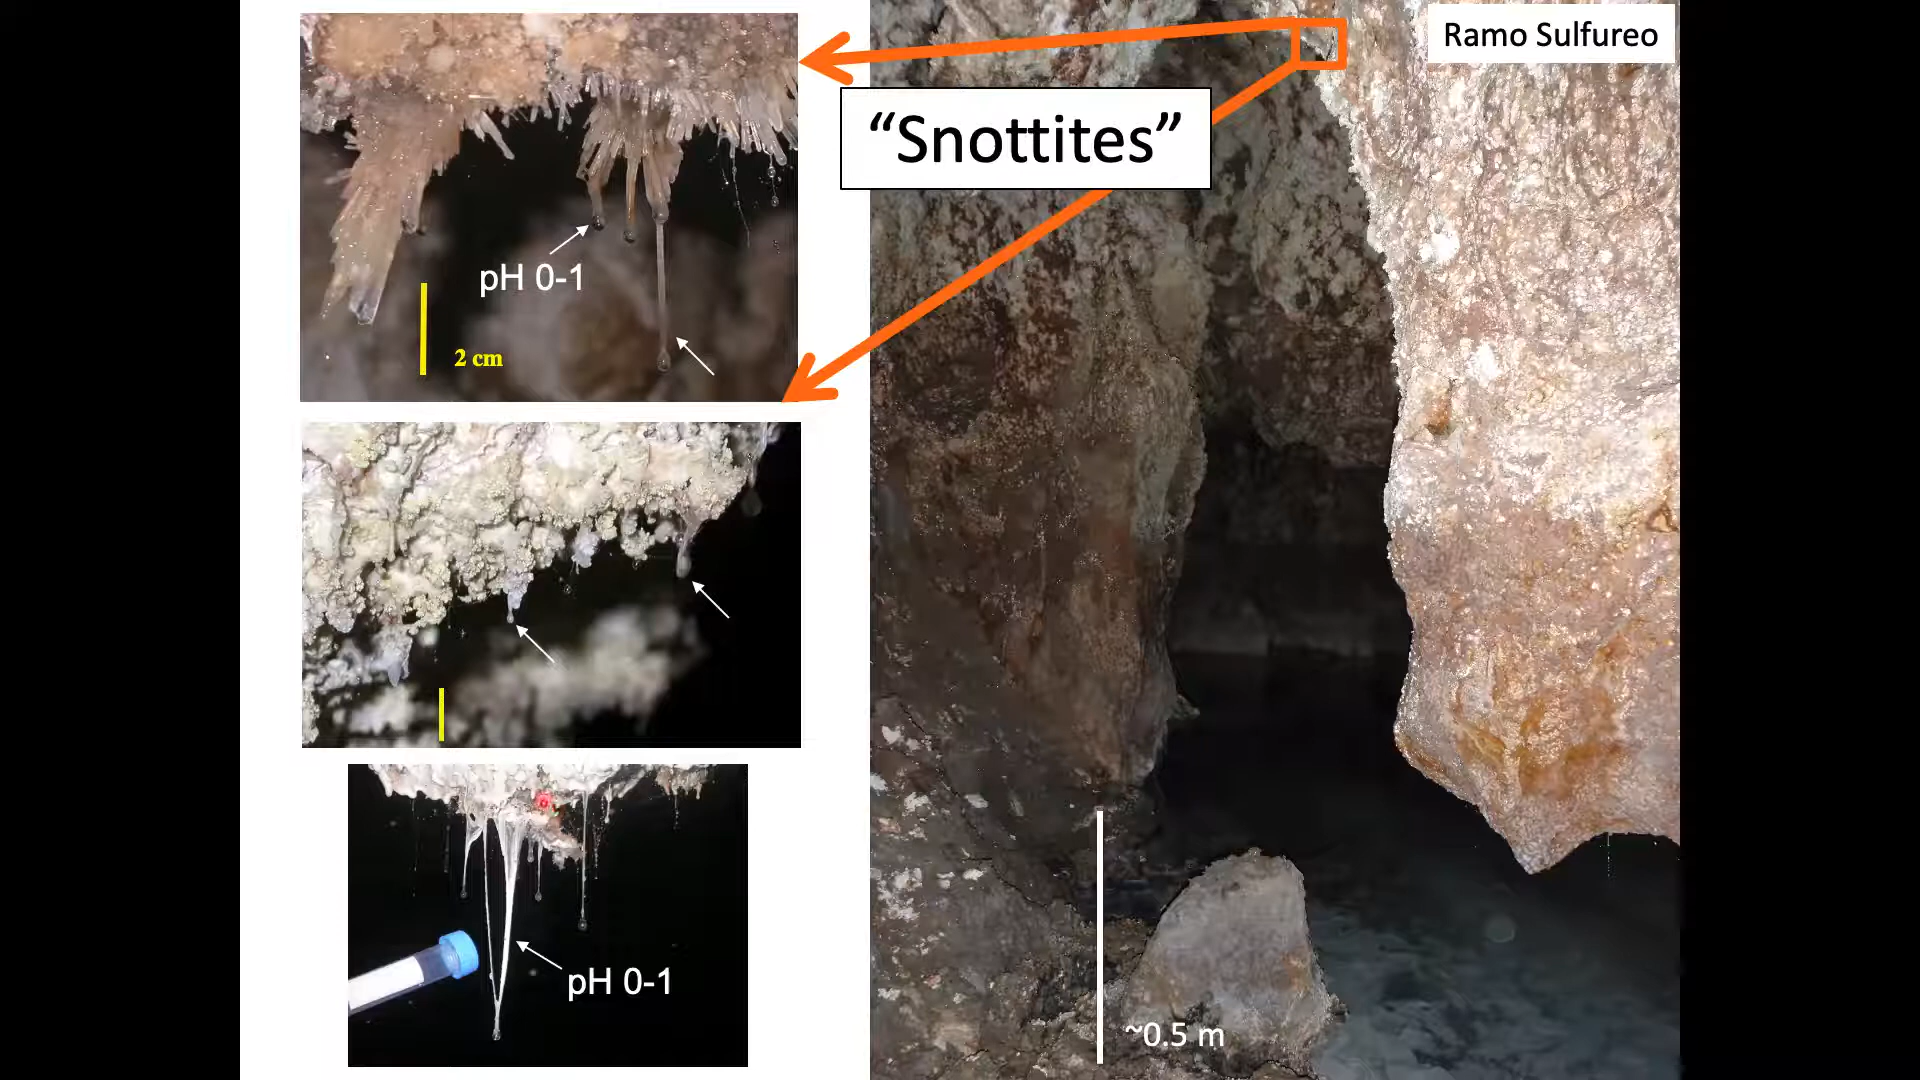 Ramo Sulfureo
“Snottites”
pH 0-1
2 cm
pH 0-1
~0.5 m